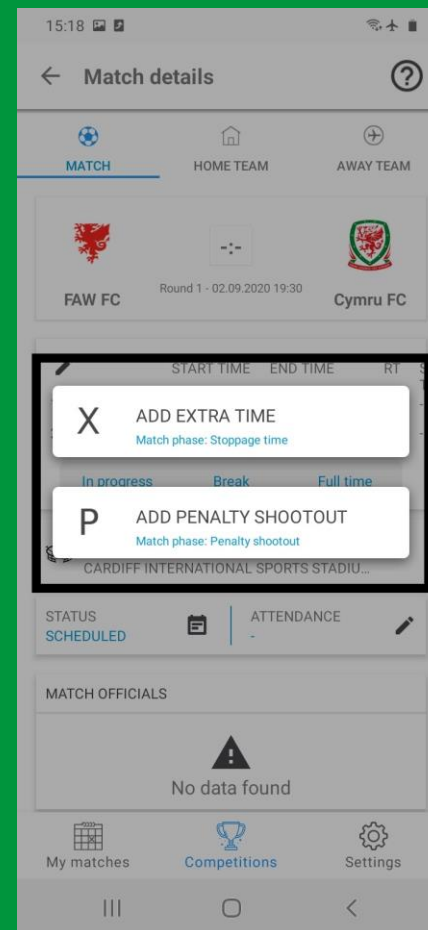 15:18
Match details
MATCH HOME TEAM AWAY TEAM
-:-
Round 1 - 02.09.2020 19:30
FAW FC Cymru FC
START TIME END TIME RT
X ADD EXTRA TIME
Match phase: Stoppage time
In progress Break Full time
P ADD PENALTY SHOOTOUT
Match phase: Penalty shootout
CARDIFF INTERNATIONAL SPORTS STADIU...
STATUS ATTENDANCE
SCHEDULED -
MATCH OFFICIALS
No data found
My matches Competitions Settings